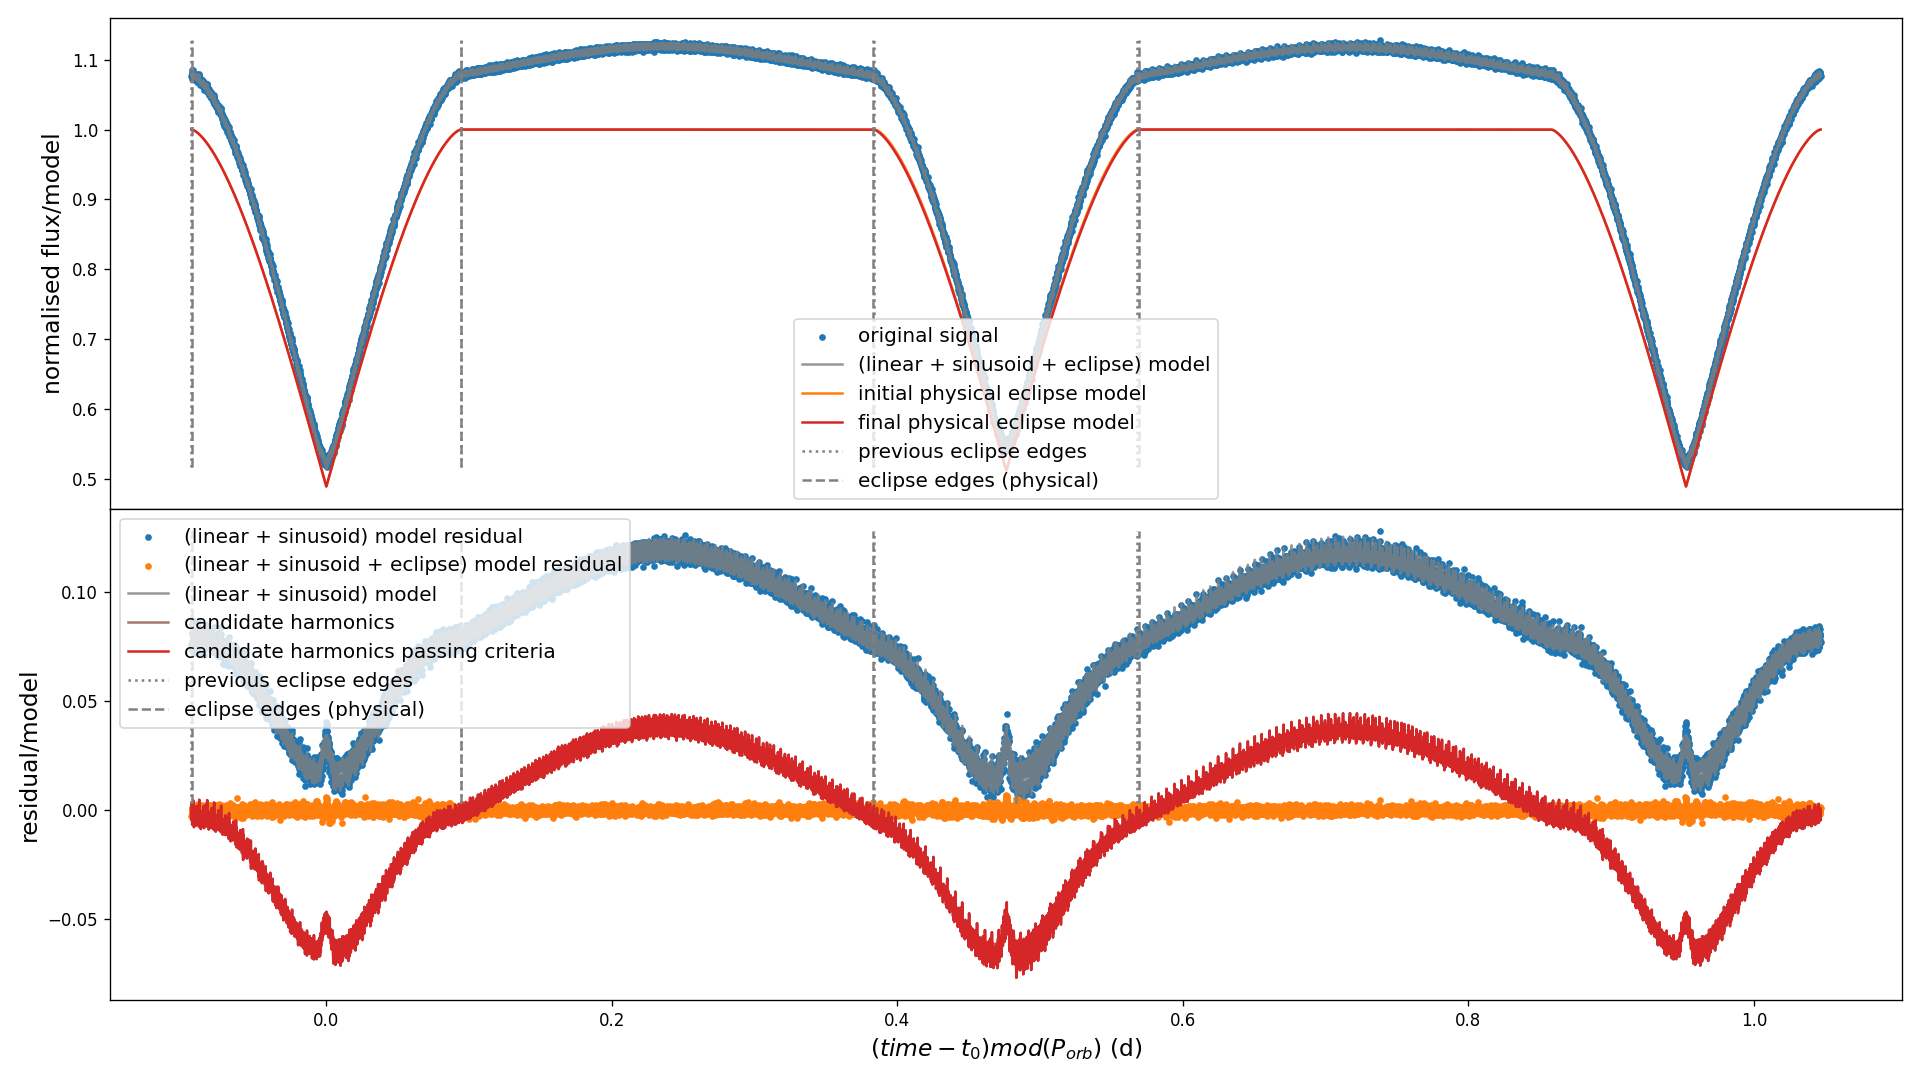 normalised flux/model
1.1
1.0
0.9
0.8
0.7
0.6
0.5
original signal
(linear + sinusoid + eclipse) model
initial physical eclipse model
final physical eclipse model
previous eclipse edges
eclipse edges (physical)
residual/model
0.10
0.05
0.00
−0.05
(linear + sinusoid) model residual
(linear + sinusoid + eclipse) model residual
(linear + sinusoid) model
candidate harmonics
candidate harmonics passing criteria
previous eclipse edges
eclipse edges (physical)
0.0 0.2 0.4 0.6 0.8 1.0
(time − t₀)mod(Pₒᵣb) (d)